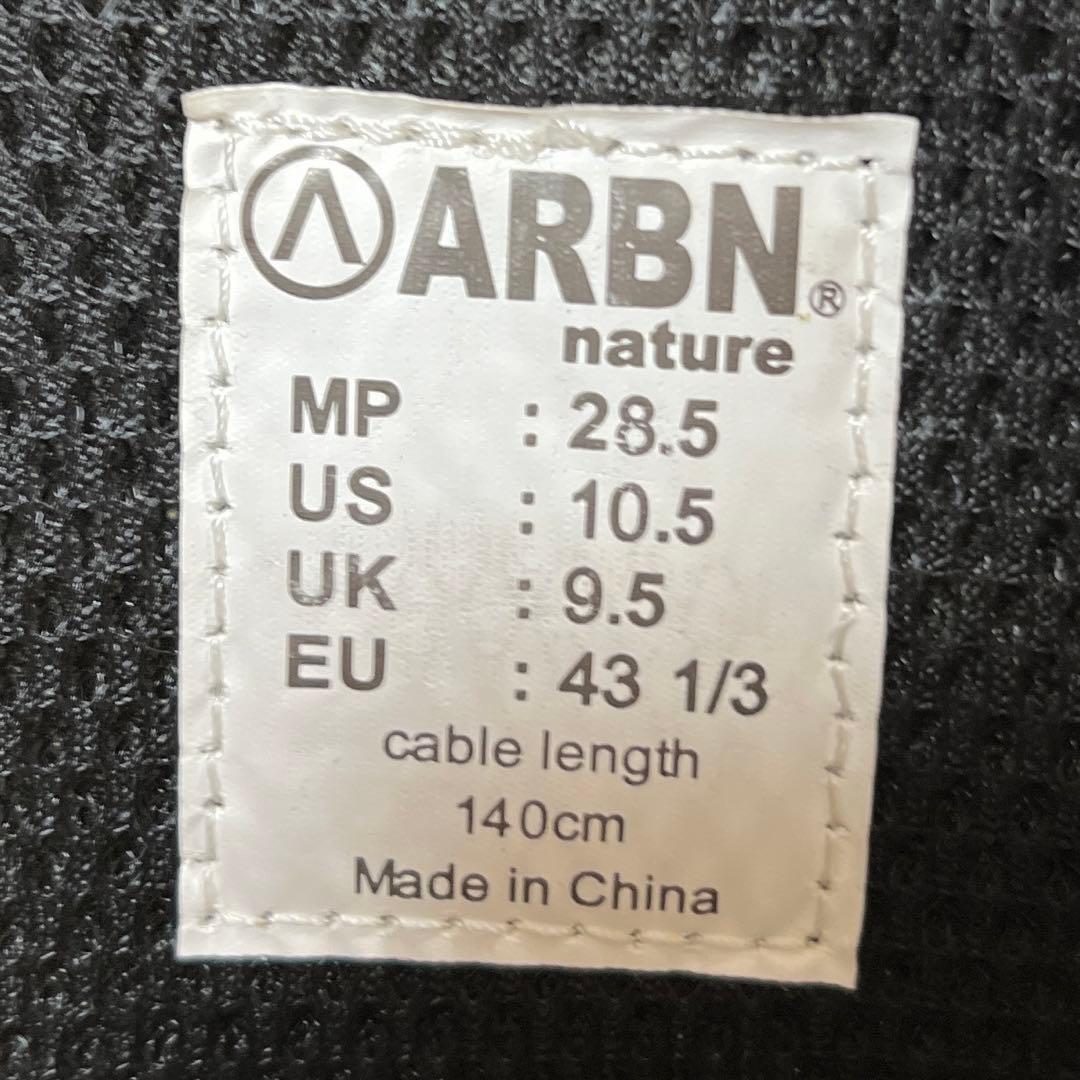 ARBN®
nature
MP : 28.5
US : 10.5
UK : 9.5
EU : 43 1/3
cable length
140cm
Made in China